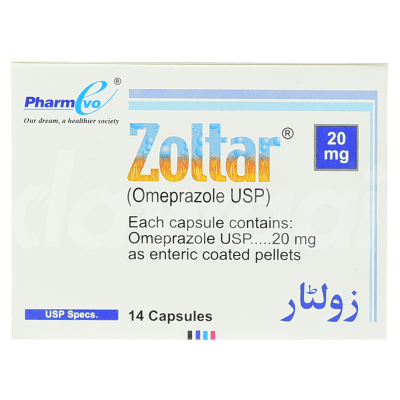 Pharmevo®
Our dream, a healthier society
Zoltar®
20
mg
(Omeprazole USP)
Each capsule contains:
Omeprazole USP.....20 mg
as enteric coated pellets
زولٹار
USP Specs.
14 Capsules